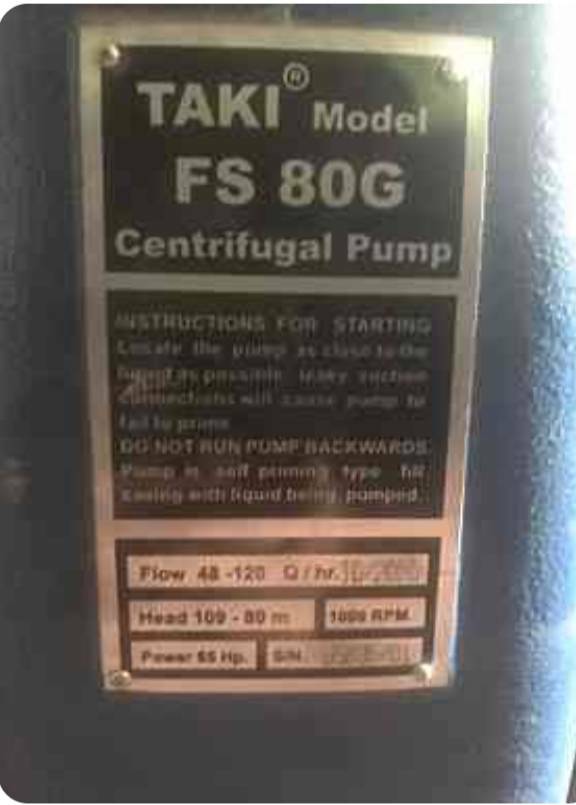 TAKI® Model
FS 80G
Centrifugal Pump
INSTRUCTIONS FOR STARTING
Locate the pump as close to the
liquid as possible leaky suction
connections will cause pump to
fail to prime
DO NOT RUN PUMP BACKWARDS
Pump is self priming type fill
casing with liquid being pumped.
Flow 48 -120 Q / hr.
Head 109 - 80 m
RPM.
Power 65 Hp.
S/N.